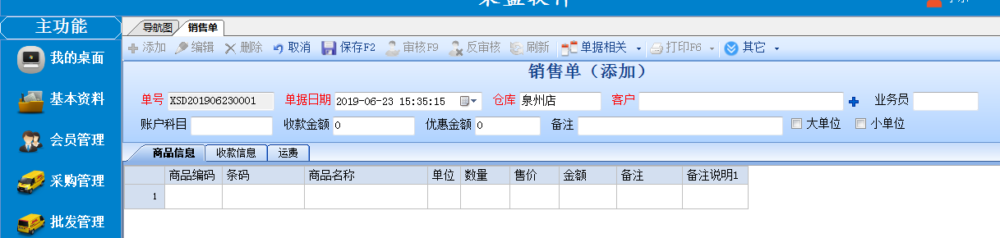 主功能
导航图 销售单
添加 编辑 删除 取消 保存F2 审核F9 反审核 刷新 单据相关 打印F6 其它
我的桌面
销售单（添加）
基本资料
单号 XSD201906230001 单据日期 2019-06-23 15:35:15 仓库 泉州店 客户 业务员
账户科目 收款金额 0 优惠金额 0 备注 大单位 小单位
会员管理
商品信息 收款信息 运费
采购管理
商品编码 条码 商品名称 单位 数量 售价 金额 备注 备注说明1
1
批发管理